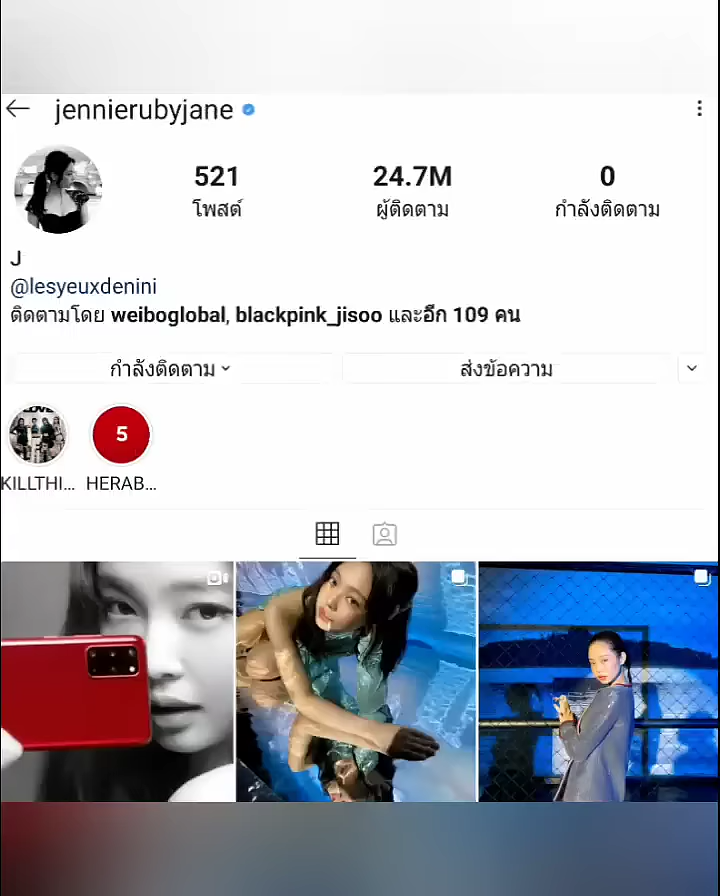 jennierubyjane
521
24.7M
0
โพสต์
ผู้ติดตาม
กำลังติดตาม
J
@lesyeuxdenini
ติดตามโดย weiboglobal, blackpink_jisoo และอีก 109 คน
กำลังติดตาม
ส่งข้อความ
5
KILLTHI...
HERAB...